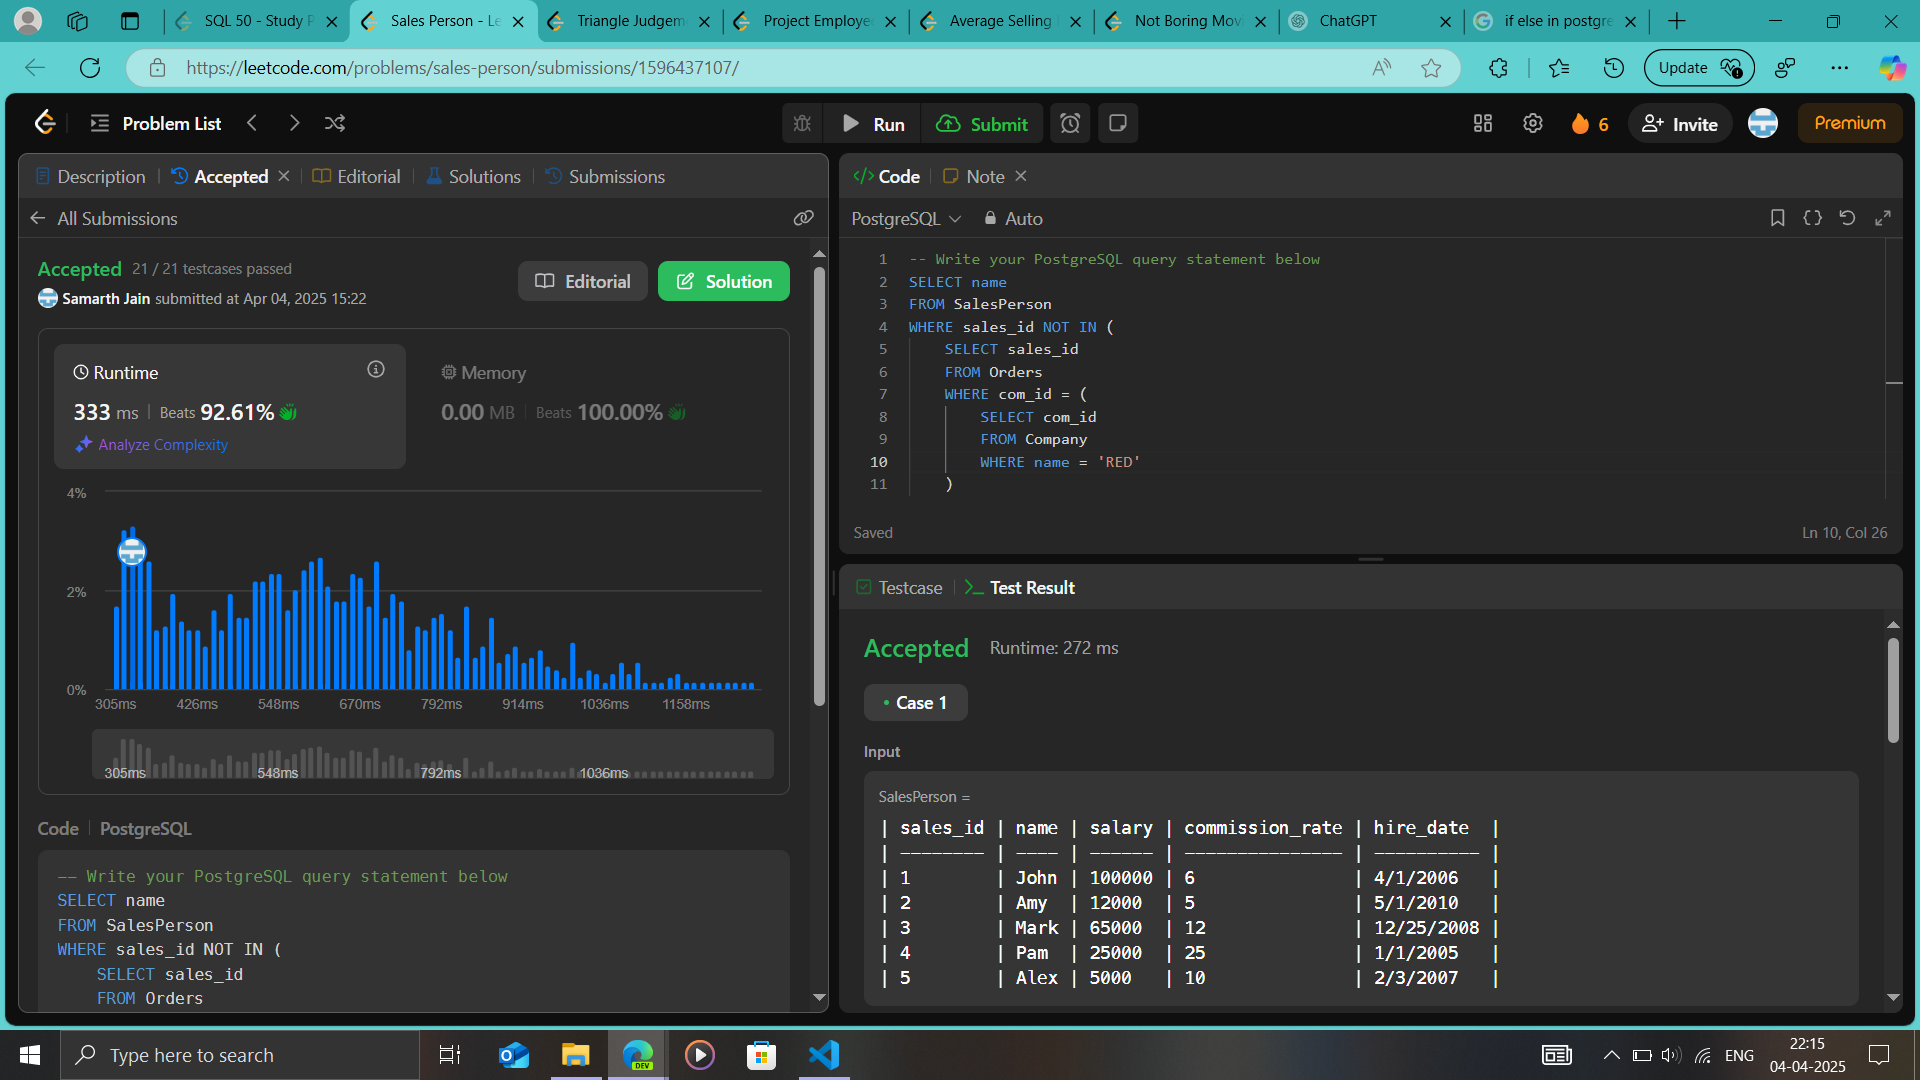 SQL 50 - Study P
Sales Person - Le
Triangle Judgem
Project Employe
Average Selling
Not Boring Mov
ChatGPT
if else in postgre
https://leetcode.com/problems/sales-person/submissions/1596437107/
Update
Problem List
Run
Submit
6
Invite
Premium
Description
Accepted
Editorial
Solutions
Submissions
All Submissions
Accepted 21 / 21 testcases passed
Samarth Jain submitted at Apr 04, 2025 15:22
Editorial
Solution
Runtime
333 ms | Beats 92.61%
Analyze Complexity
Memory
0.00 MB | Beats 100.00%
4%
2%
0%
305ms 426ms 548ms 670ms 792ms 914ms 1036ms 1158ms
305ms 548ms 792ms 1036ms
Code | PostgreSQL
-- Write your PostgreSQL query statement below
SELECT name
FROM SalesPerson
WHERE sales_id NOT IN (
SELECT sales_id
FROM Orders
Code
Note
PostgreSQL
Auto
1 -- Write your PostgreSQL query statement below
2 SELECT name
3 FROM SalesPerson
4 WHERE sales_id NOT IN (
5 SELECT sales_id
6 FROM Orders
7 WHERE com_id = (
8 SELECT com_id
9 FROM Company
10 WHERE name = 'RED'
11 )
Saved
Ln 10, Col 26
Testcase
Test Result
Accepted Runtime: 272 ms
Case 1
Input
SalesPerson =
| sales_id | name | salary | commission_rate | hire_date |
| -------- | ---- | ------ | --------------- | ---------- |
| 1 | John | 100000 | 6 | 4/1/2006 |
| 2 | Amy | 12000 | 5 | 5/1/2010 |
| 3 | Mark | 65000 | 12 | 12/25/2008 |
| 4 | Pam | 25000 | 25 | 1/1/2005 |
| 5 | Alex | 5000 | 10 | 2/3/2007 |
Type here to search
DEV
ENG
22:15
04-04-2025